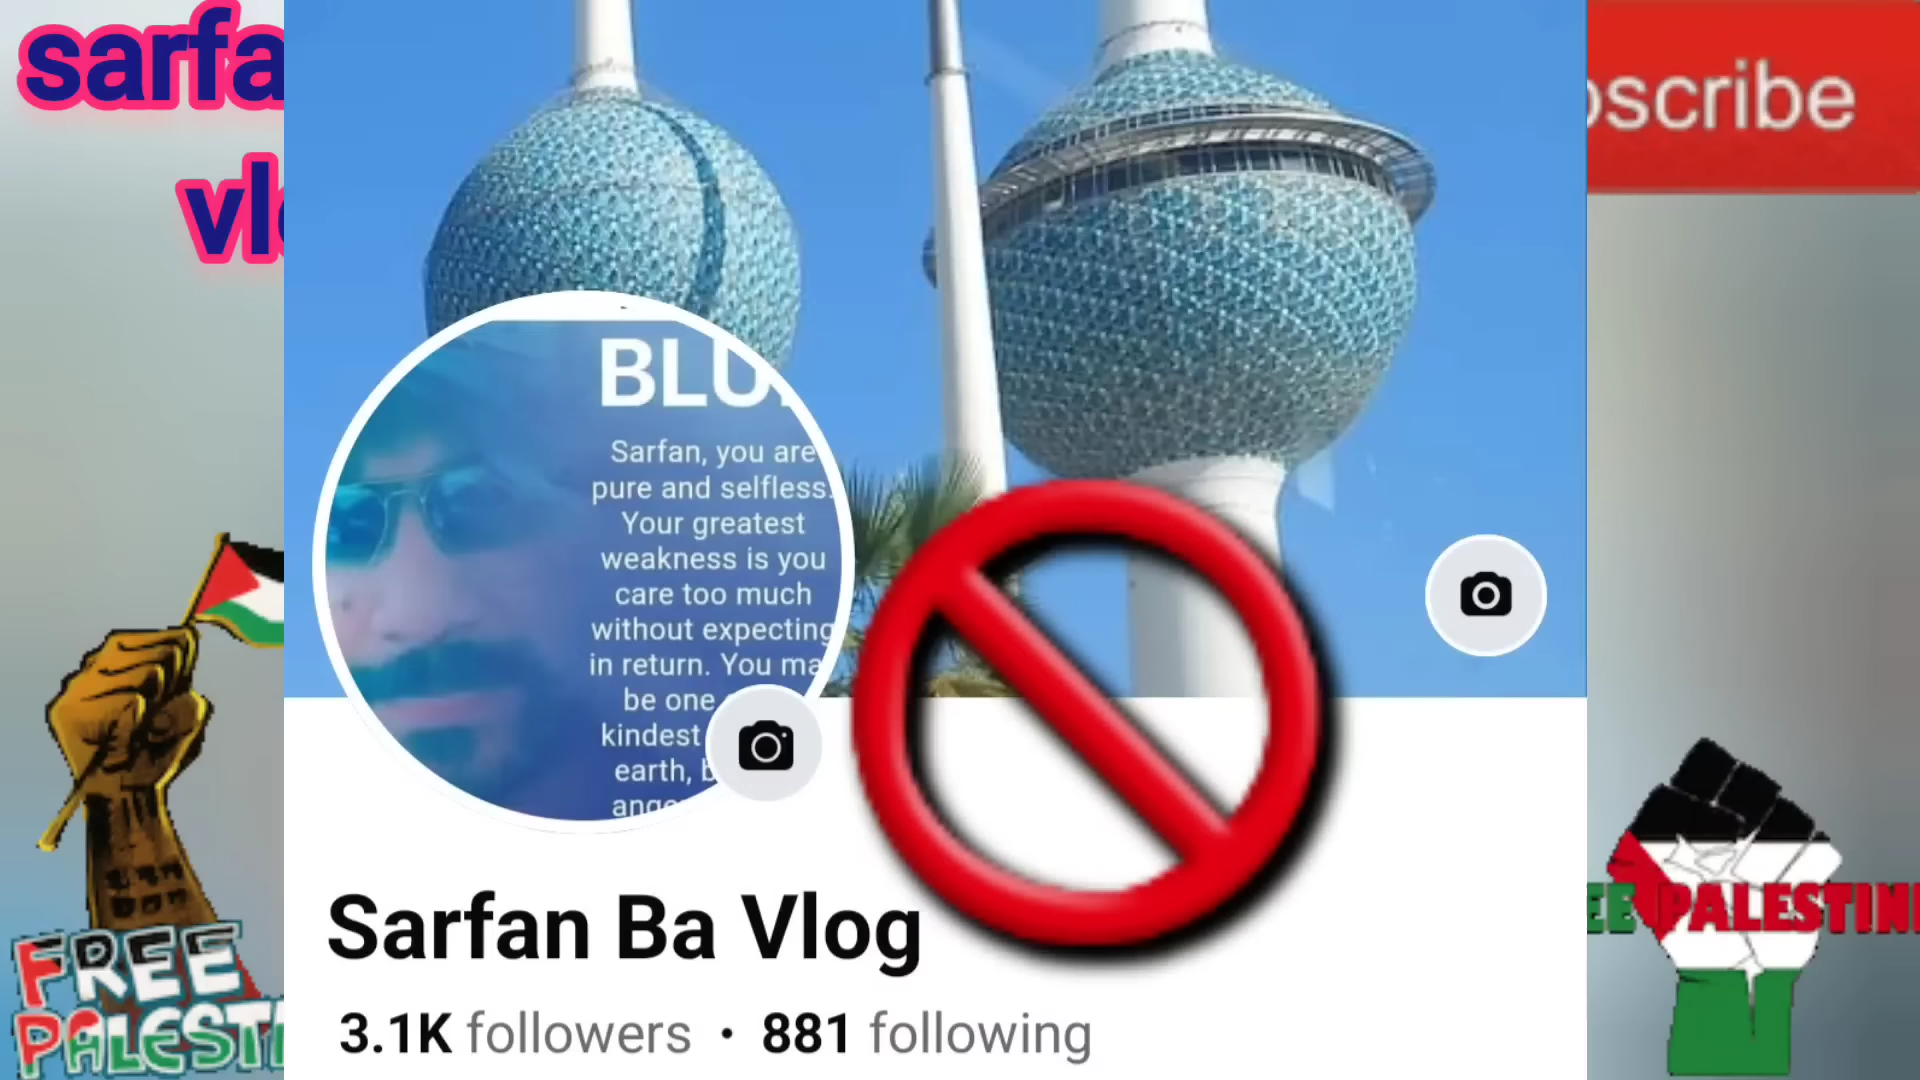 sarfa
vl
scribe
BLU
Sarfan, you are
pure and selfless.
Your greatest
weakness is you
care too much
without expecting
in return. You ma
be one
kindest
earth, b
ange
Sarfan Ba Vlog
3.1K followers • 881 following
FREE
PALESTI
EE PALESTIN